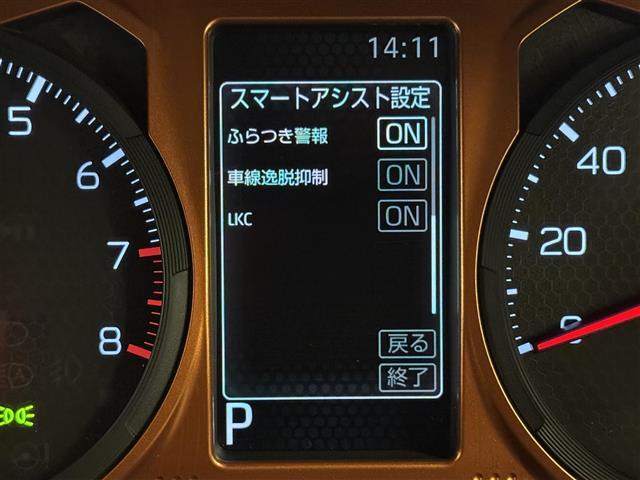 14:11
スマートアシスト設定
ふらつき警報 ON
車線逸脱抑制 ON
LKC ON
戻る
終了
P
5
6
7
8
40
20
0